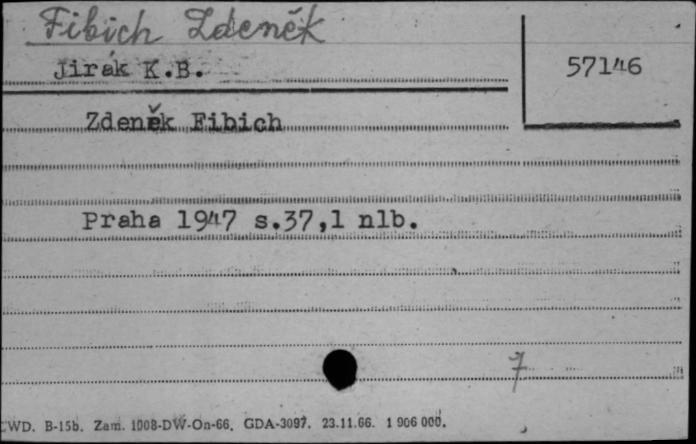 Fibich Zdeněk
Jirák K.B.
57146
Zdeněk Fibich
Praha 1947 s.37,1 nlb.
7
CWD. B-15b. Zam. 1008-DW-On-66. GDA-3097. 23.11.66. 1 906 000.